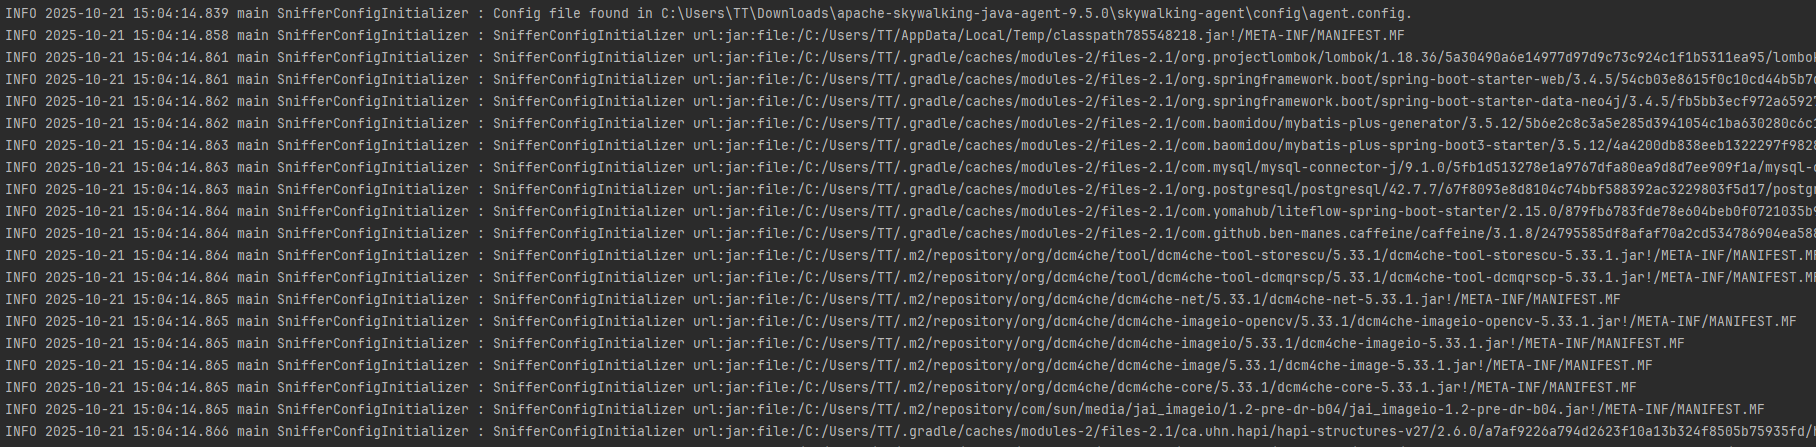 INFO 2025-10-21 15:04:14.839 main SnifferConfigInitializer : Config file found in C:\Users\TT\Downloads\apache-skywalking-java-agent-9.5.0\skywalking-agent\config\agent.config.
INFO 2025-10-21 15:04:14.858 main SnifferConfigInitializer : SnifferConfigInitializer url:jar:file:/C:/Users/TT/AppData/Local/Temp/classpath785548218.jar!/META-INF/MANIFEST.MF
INFO 2025-10-21 15:04:14.861 main SnifferConfigInitializer : SnifferConfigInitializer url:jar:file:/C:/Users/TT/.gradle/caches/modules-2/files-2.1/org.projectlombok/lombok/1.18.36/5a30490a6e14977d97d9c73c924c1f1b5311ea95/lombok
INFO 2025-10-21 15:04:14.861 main SnifferConfigInitializer : SnifferConfigInitializer url:jar:file:/C:/Users/TT/.gradle/caches/modules-2/files-2.1/org.springframework.boot/spring-boot-starter-web/3.4.5/54cb03e8615f0c10cd44b5b7
INFO 2025-10-21 15:04:14.862 main SnifferConfigInitializer : SnifferConfigInitializer url:jar:file:/C:/Users/TT/.gradle/caches/modules-2/files-2.1/org.springframework.boot/spring-boot-starter-data-neo4j/3.4.5/fb5bb3ecf972a6592
INFO 2025-10-21 15:04:14.862 main SnifferConfigInitializer : SnifferConfigInitializer url:jar:file:/C:/Users/TT/.gradle/caches/modules-2/files-2.1/com.baomidou/mybatis-plus-generator/3.5.12/5b6e2c8c3a5e285d3941054c1ba630280c6c
INFO 2025-10-21 15:04:14.863 main SnifferConfigInitializer : SnifferConfigInitializer url:jar:file:/C:/Users/TT/.gradle/caches/modules-2/files-2.1/com.baomidou/mybatis-plus-spring-boot3-starter/3.5.12/4a4200db838eeb1322297f9828
INFO 2025-10-21 15:04:14.863 main SnifferConfigInitializer : SnifferConfigInitializer url:jar:file:/C:/Users/TT/.gradle/caches/modules-2/files-2.1/com.mysql/mysql-connector-j/9.1.0/5fb1d513278e1a9767dfa80ea9d8d7ee909f1a/mysql-
INFO 2025-10-21 15:04:14.863 main SnifferConfigInitializer : SnifferConfigInitializer url:jar:file:/C:/Users/TT/.gradle/caches/modules-2/files-2.1/org.postgresql/postgresql/42.7.7/67f8093e8d8104c74bbf588392ac3229803f5d17/postg
INFO 2025-10-21 15:04:14.864 main SnifferConfigInitializer : SnifferConfigInitializer url:jar:file:/C:/Users/TT/.gradle/caches/modules-2/files-2.1/com.yomahub/liteflow-spring-boot-starter/2.15.0/879fb6783fde78e604beb0f0721035b
INFO 2025-10-21 15:04:14.864 main SnifferConfigInitializer : SnifferConfigInitializer url:jar:file:/C:/Users/TT/.gradle/caches/modules-2/files-2.1/com.github.ben-manes.caffeine/caffeine/3.1.8/24795585df8afaf70a2cd534786904ea58
INFO 2025-10-21 15:04:14.864 main SnifferConfigInitializer : SnifferConfigInitializer url:jar:file:/C:/Users/TT/.m2/repository/org/dcm4che/tool/dcm4che-tool-storescu/5.33.1/dcm4che-tool-storescu-5.33.1.jar!/META-INF/MANIFEST.MF
INFO 2025-10-21 15:04:14.864 main SnifferConfigInitializer : SnifferConfigInitializer url:jar:file:/C:/Users/TT/.m2/repository/org/dcm4che/tool/dcm4che-tool-dcmqrscp/5.33.1/dcm4che-tool-dcmqrscp-5.33.1.jar!/META-INF/MANIFEST.MF
INFO 2025-10-21 15:04:14.865 main SnifferConfigInitializer : SnifferConfigInitializer url:jar:file:/C:/Users/TT/.m2/repository/org/dcm4che/dcm4che-net/5.33.1/dcm4che-net-5.33.1.jar!/META-INF/MANIFEST.MF
INFO 2025-10-21 15:04:14.865 main SnifferConfigInitializer : SnifferConfigInitializer url:jar:file:/C:/Users/TT/.m2/repository/org/dcm4che/dcm4che-imageio-opencv/5.33.1/dcm4che-imageio-opencv-5.33.1.jar!/META-INF/MANIFEST.MF
INFO 2025-10-21 15:04:14.865 main SnifferConfigInitializer : SnifferConfigInitializer url:jar:file:/C:/Users/TT/.m2/repository/org/dcm4che/dcm4che-imageio/5.33.1/dcm4che-imageio-5.33.1.jar!/META-INF/MANIFEST.MF
INFO 2025-10-21 15:04:14.865 main SnifferConfigInitializer : SnifferConfigInitializer url:jar:file:/C:/Users/TT/.m2/repository/org/dcm4che/dcm4che-image/5.33.1/dcm4che-image-5.33.1.jar!/META-INF/MANIFEST.MF
INFO 2025-10-21 15:04:14.865 main SnifferConfigInitializer : SnifferConfigInitializer url:jar:file:/C:/Users/TT/.m2/repository/org/dcm4che/dcm4che-core/5.33.1/dcm4che-core-5.33.1.jar!/META-INF/MANIFEST.MF
INFO 2025-10-21 15:04:14.865 main SnifferConfigInitializer : SnifferConfigInitializer url:jar:file:/C:/Users/TT/.m2/repository/com/sun/media/jai_imageio/1.2-pre-dr-b04/jai_imageio-1.2-pre-dr-b04.jar!/META-INF/MANIFEST.MF
INFO 2025-10-21 15:04:14.866 main SnifferConfigInitializer : SnifferConfigInitializer url:jar:file:/C:/Users/TT/.gradle/caches/modules-2/files-2.1/ca.uhn.hapi/hapi-structures-v27/2.6.0/a7af9226a794d2623f10a13b324f8505b75935fd/